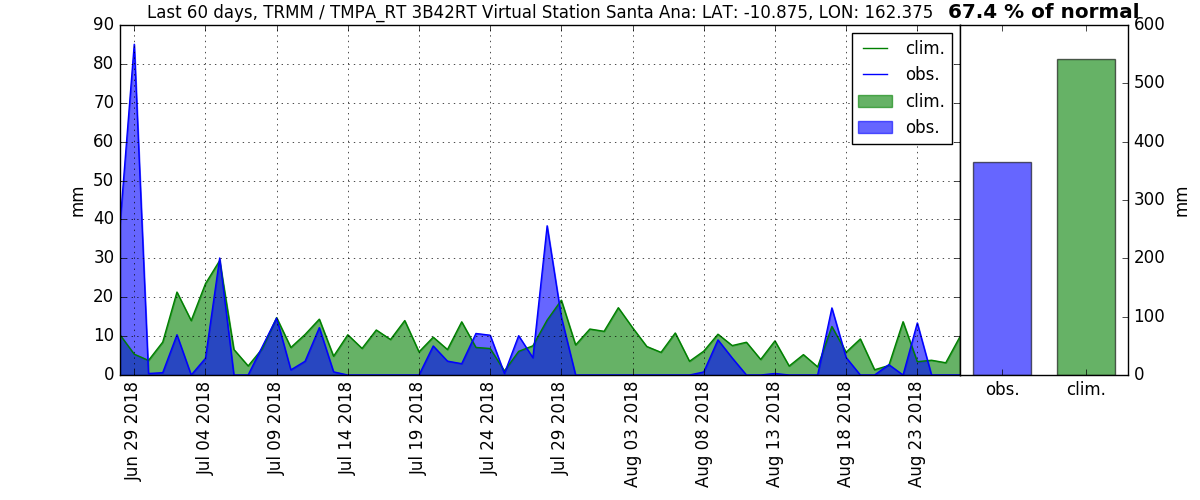 Last 60 days, TRMM / TMPA_RT 3B42RT Virtual Station Santa Ana: LAT: -10.875, LON: 162.375 67.4 % of normal
90
80
70
60
50
40
30
20
10
0
mm
clim.
obs.
clim.
obs.
Jun 29 2018
Jul 04 2018
Jul 09 2018
Jul 14 2018
Jul 19 2018
Jul 24 2018
Jul 29 2018
Aug 03 2018
Aug 08 2018
Aug 13 2018
Aug 18 2018
Aug 23 2018
600
500
400
300
200
100
0
mm
obs. clim.